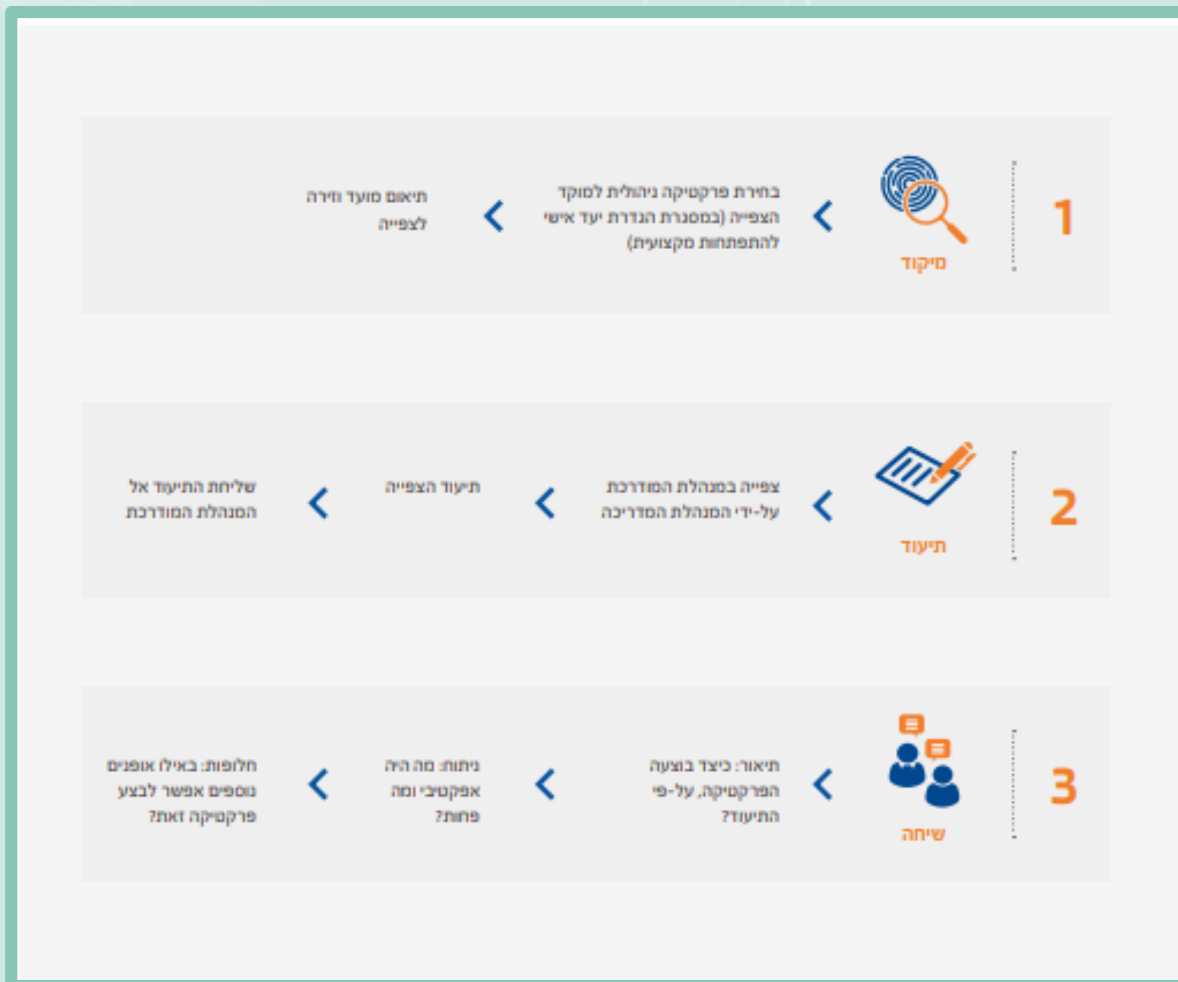 1
מיקוד
בחירת פרקטיקה ניהולית למוקד
הצפייה (במסגרת הגדרת יעד אישי
להתפתחות מקצועית)
תיאום מועד וזירה
לצפייה
2
תיעוד
צפייה במנהלת המודרכת
על-ידי המנהלת המדריכה
תיעוד הצפייה
שליחת התיעוד אל
המנהלת המודרכת
3
שיחה
תיאור: כיצד בוצעה
הפרקטיקה, על-פי
התיעוד?
ניתוח: מה היה
אפקטיבי ומה
פחות?
חלופות: באילו אופנים
נוספים אפשר לבצע
פרקטיקה זאת?